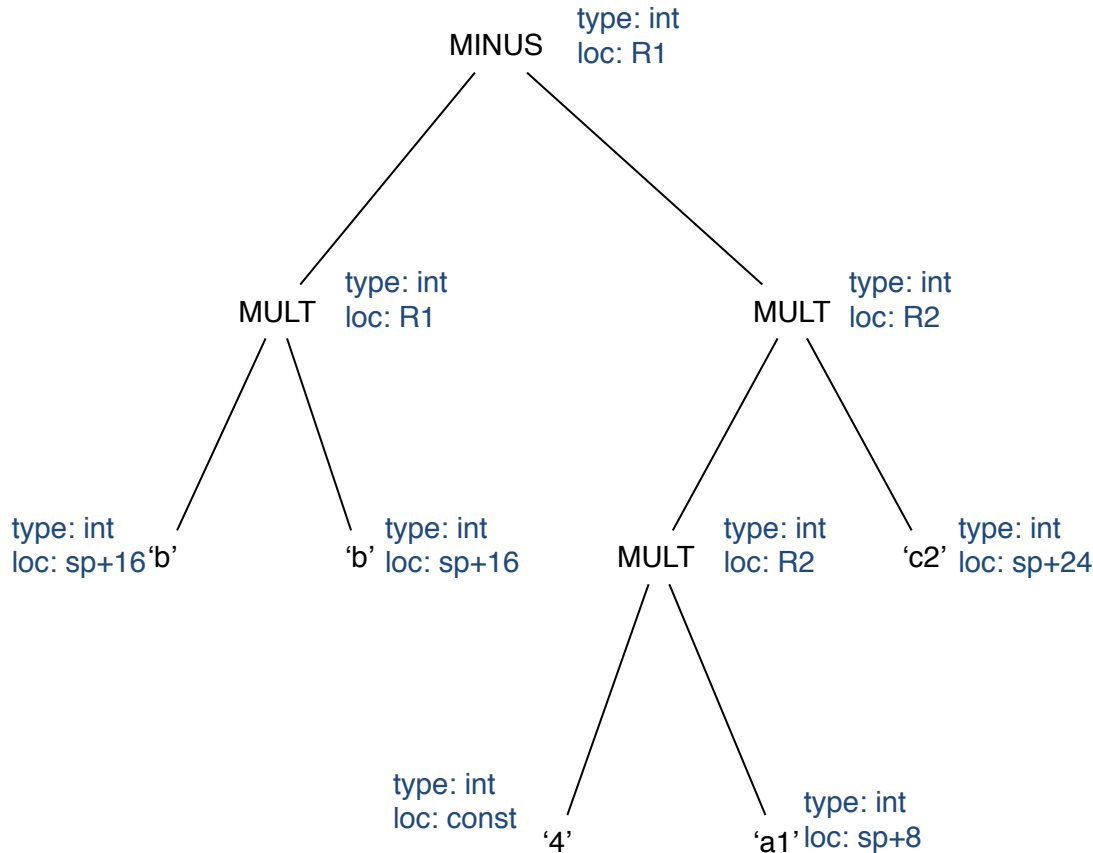 MINUS
type: int
loc: R1
MULT
type: int
loc: R1
MULT
type: int
loc: R2
type: int
loc: sp+16
‘b’
‘b’
type: int
loc: sp+16
MULT
type: int
loc: R2
‘c2’
type: int
loc: sp+24
type: int
loc: const
‘4’
‘a1’
type: int
loc: sp+8